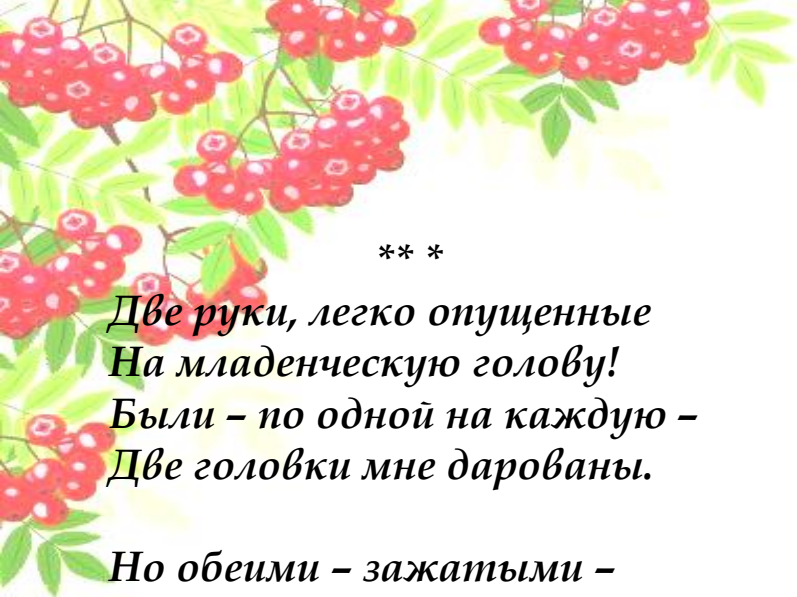 ** *
Две руки, легко опущенные
На младенческую голову!
Были – по одной на каждую –
Две головки мне дарованы.
Но обеими – зажатыми –